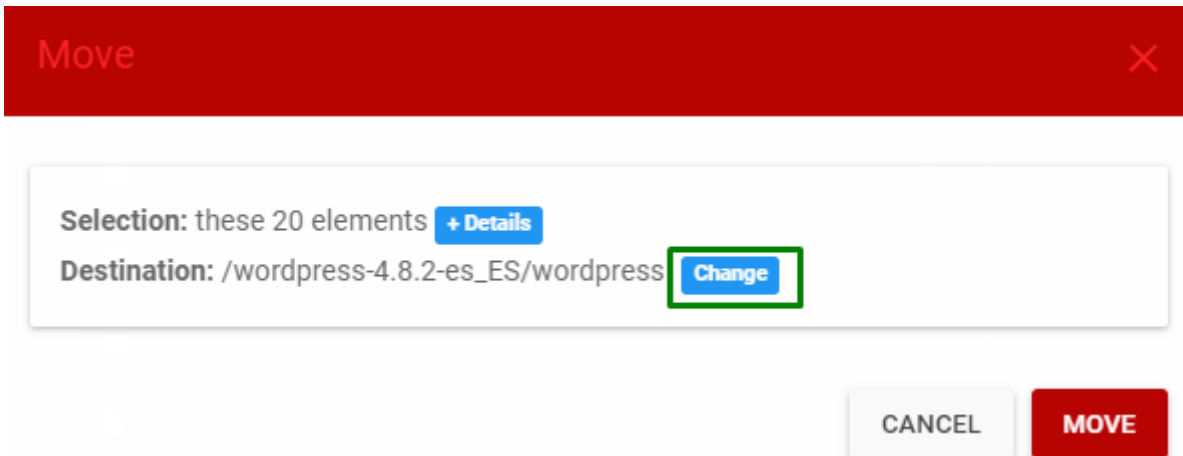 Move
Selection: these 20 elements + Details
Destination: /wordpress-4.8.2-es_ES/wordpress Change
CANCEL MOVE